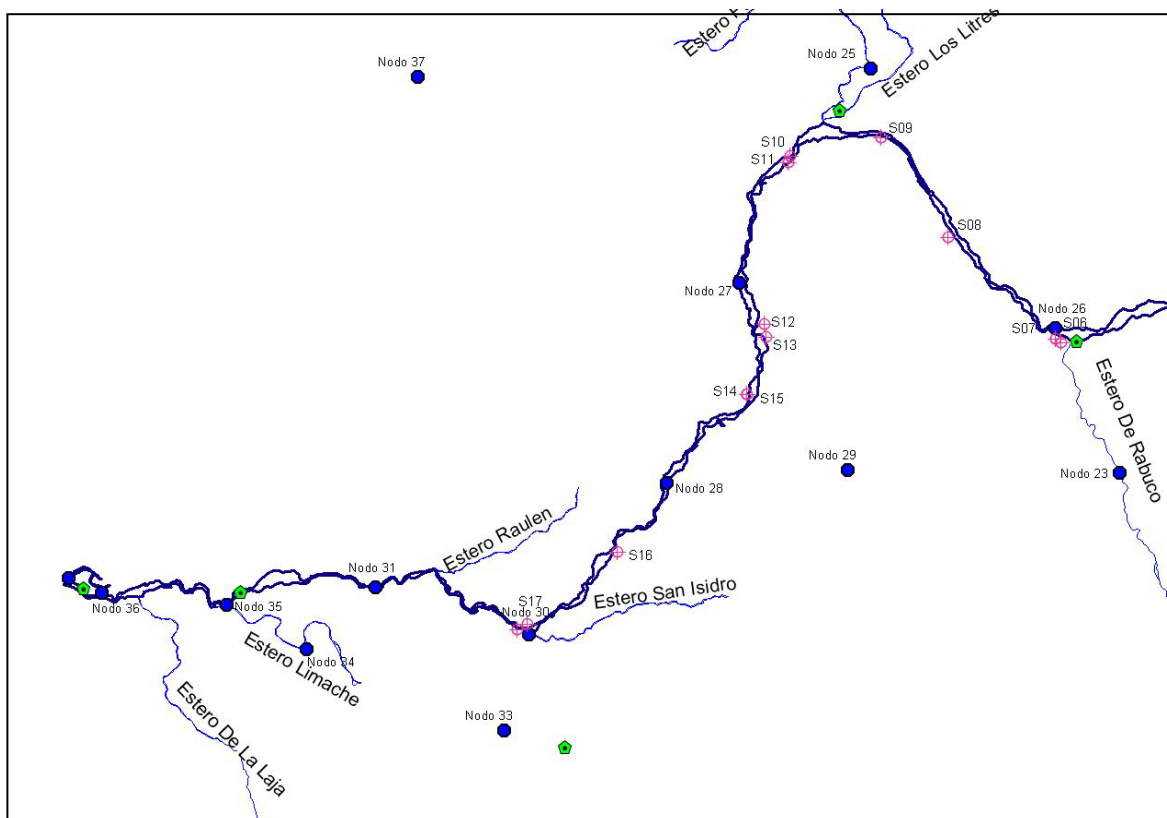 Nodo 37
Nodo 25
Estero Los Litres
S10
S09
S11
S08
Nodo 27
Nodo 26
S12
S07
S06
S13
S14
S15
Estero De Rabuco
Nodo 29
Nodo 23
Nodo 28
Estero Raulen
S16
Nodo 31
Estero San Isidro
S17
Nodo 30
Nodo 36
Nodo 35
Nodo 34
Estero Limache
Estero De La Laja
Nodo 33
Estero